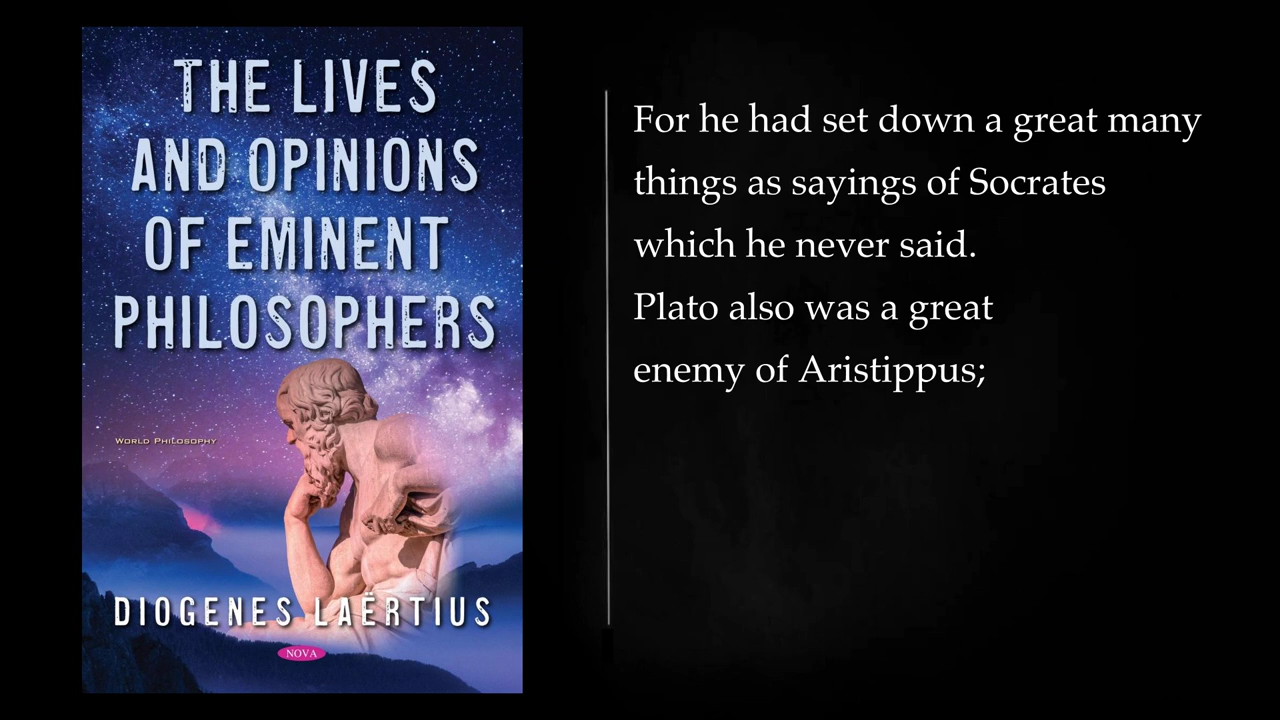 THE LIVES
AND OPINIONS
OF EMINENT
PHILOSOPHERS
WORLD PHILOSOPHY
DIOGENES LAËRTIUS
NOVA
For he had set down a great many
things as sayings of Socrates
which he never said.
Plato also was a great
enemy of Aristippus;